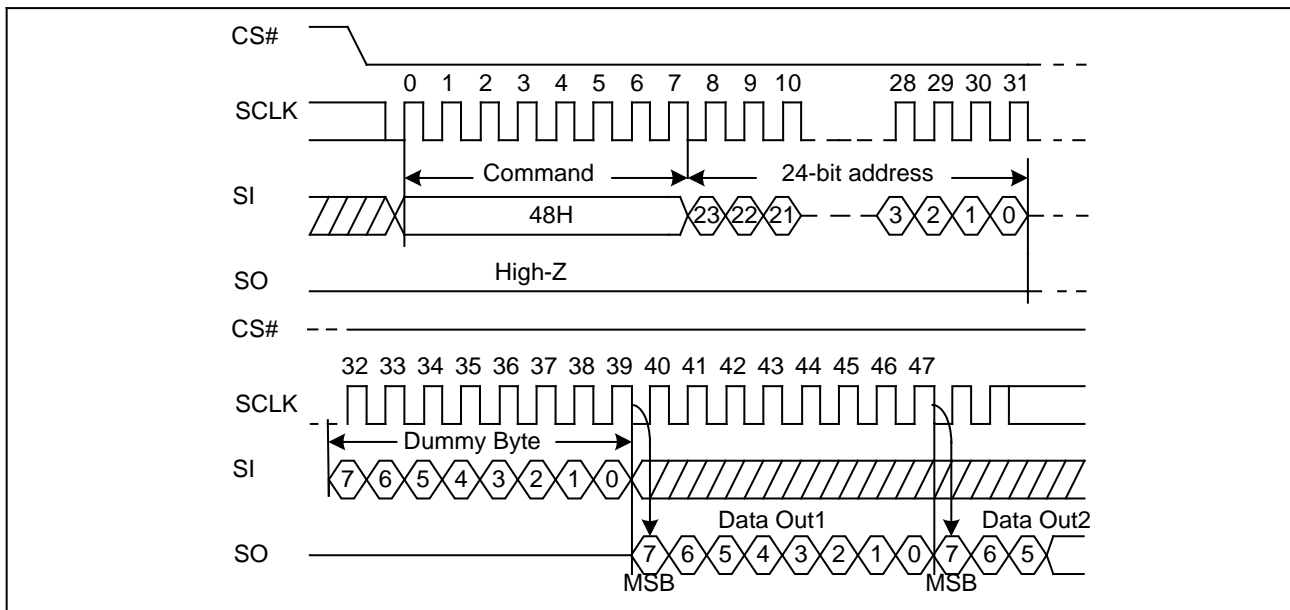 CS#
0 1 2 3 4 5 6 7 8 9 10 28 29 30 31
SCLK
Command 24-bit address
SI
48H 23 22 21 3 2 1 0
High-Z
SO
CS#
32 33 34 35 36 37 38 39 40 41 42 43 44 45 46 47
SCLK
Dummy Byte
SI
7 6 5 4 3 2 1 0
Data Out1 Data Out2
SO
7 6 5 4 3 2 1 0 7 6 5
MSB MSB